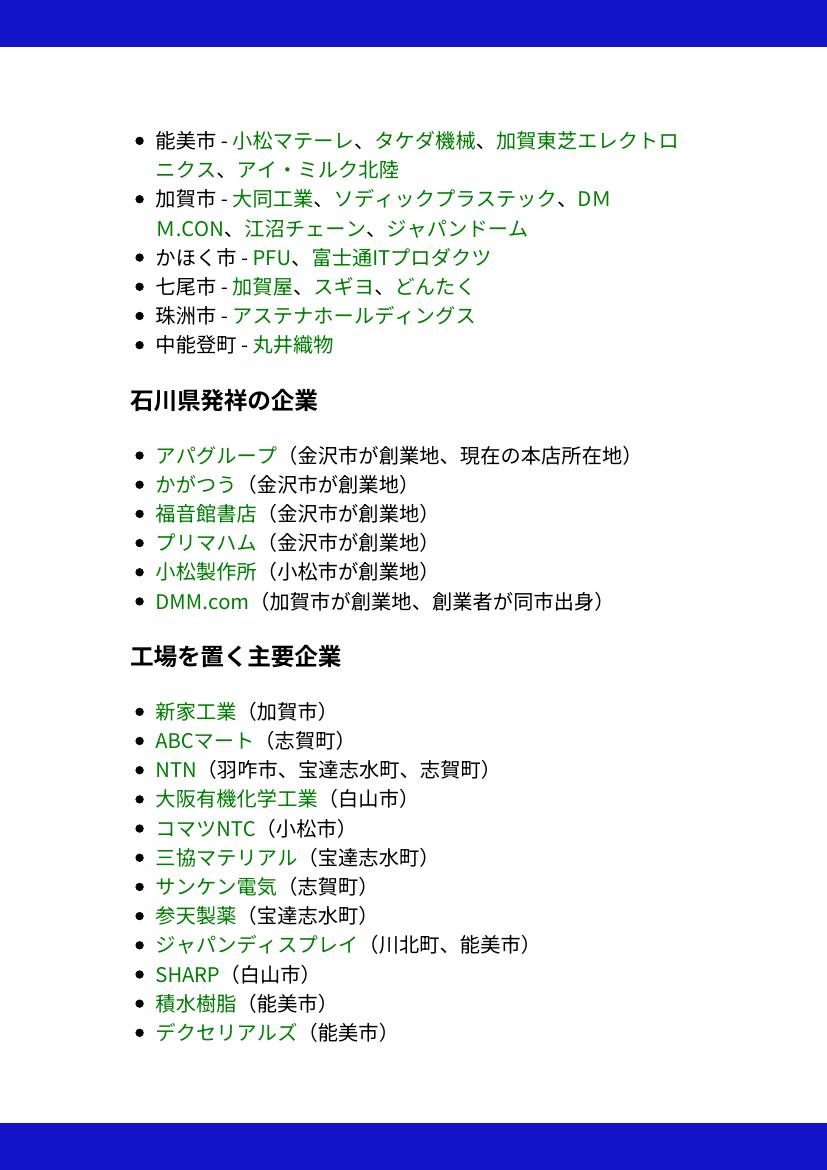 • 能美市 - 小松マテーレ、タケダ機械、加賀東芝エレクトロ
ニクス、アイ・ミルク北陸
• 加賀市 - 大同工業、ソディックプラステック、DＭ
Ｍ.CON、江沼チェーン、ジャパンドーム
• かほく市 - PFU、富士通ITプロダクツ
• 七尾市 - 加賀屋、スギヨ、どんたく
• 珠洲市 - アステナホールディングス
• 中能登町 - 丸井織物
石川県発祥の企業
• アパグループ（金沢市が創業地、現在の本店所在地）
• かがつう（金沢市が創業地）
• 福音館書店（金沢市が創業地）
• プリマハム（金沢市が創業地）
• 小松製作所（小松市が創業地）
• DMM.com（加賀市が創業地、創業者が同市出身）
工場を置く主要企業
• 新家工業（加賀市）
• ABCマート（志賀町）
• NTN（羽咋市、宝達志水町、志賀町）
• 大阪有機化学工業（白山市）
• コマツNTC（小松市）
• 三協マテリアル（宝達志水町）
• サンケン電気（志賀町）
• 参天製薬（宝達志水町）
• ジャパンディスプレイ（川北町、能美市）
• SHARP（白山市）
• 積水樹脂（能美市）
• デクセリアルズ（能美市）